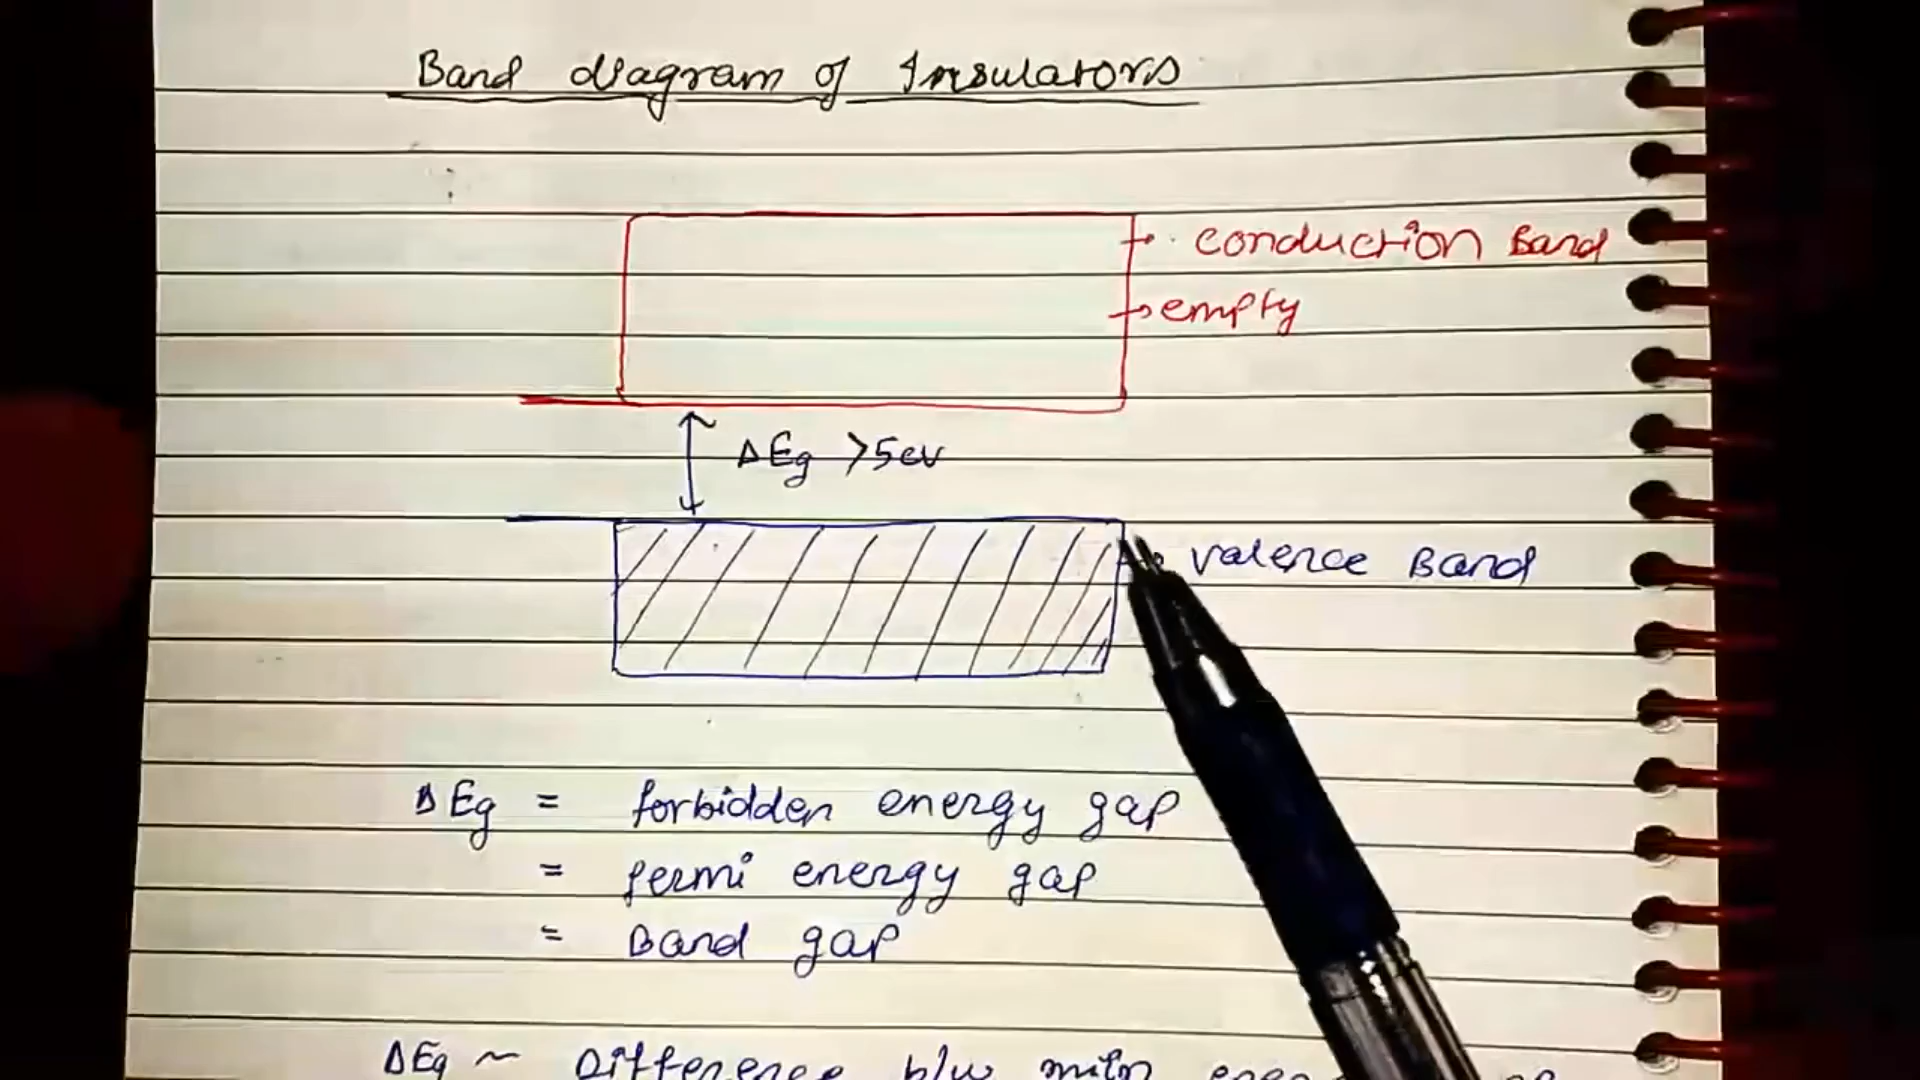 Band diagram of Insulators
conduction Band
empty
ΔEg >5ev
valence Band
ΔEg = forbidden energy gap
= fermi energy gap
= Band gap
ΔEg ~ Difference b/w